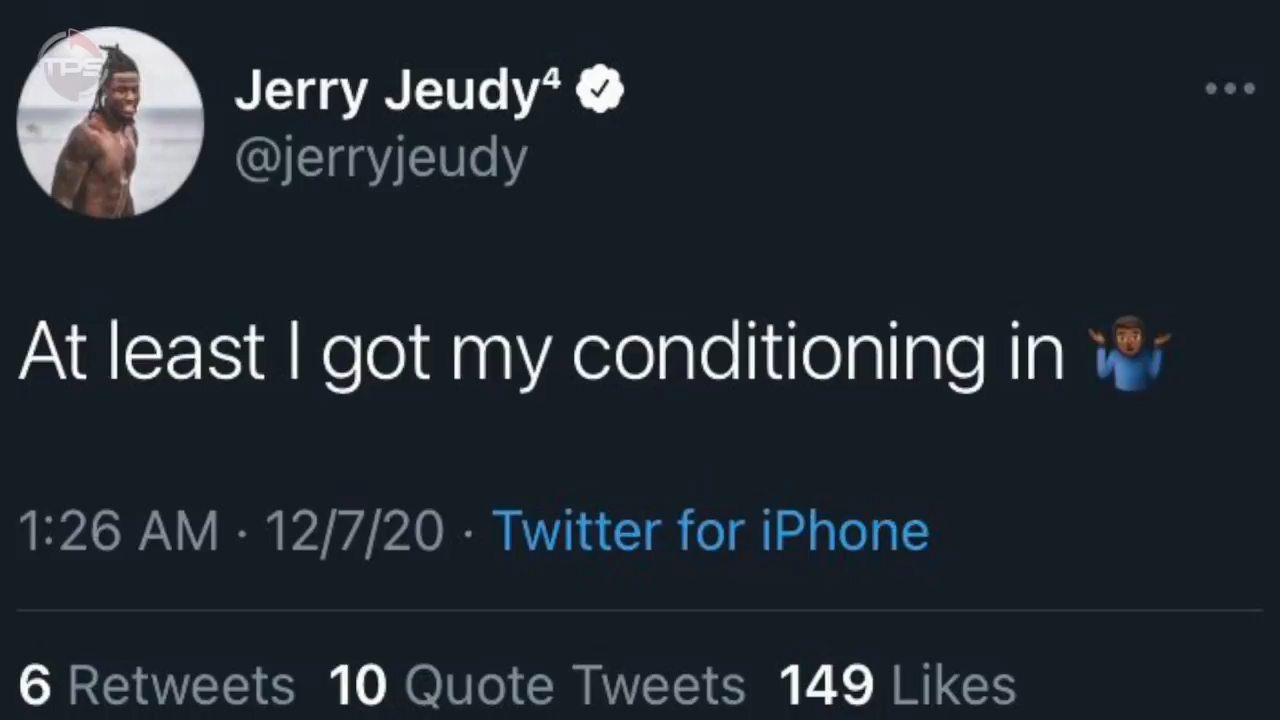 TPS
Jerry Jeudy⁴
@jerryjeudy
At least I got my conditioning in 🤷🏾‍♂️
1:26 AM · 12/7/20 · Twitter for iPhone
6 Retweets 10 Quote Tweets 149 Likes